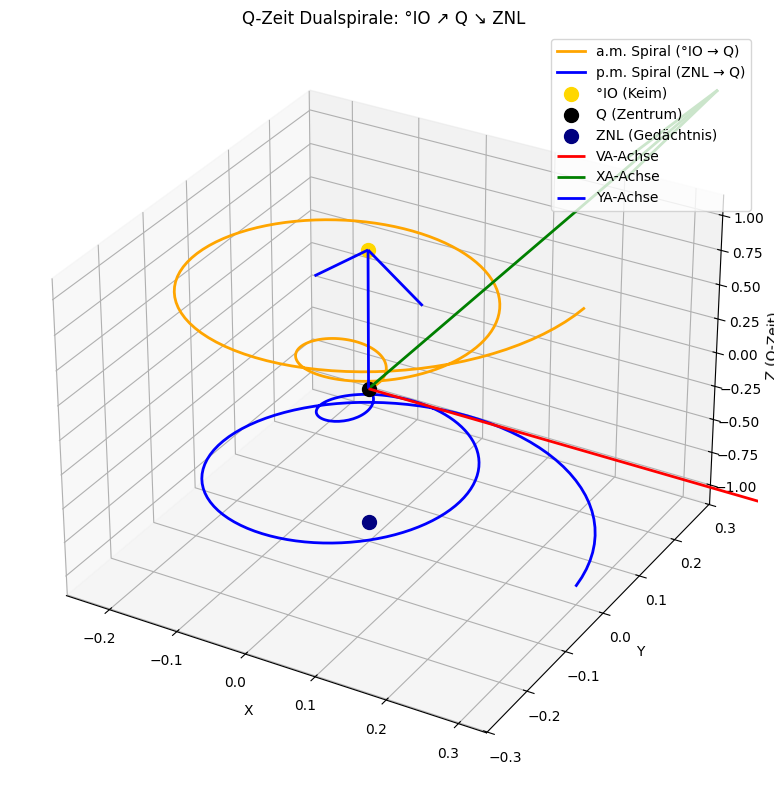 Q-Zeit Dualspirale: °IO ↗ Q ↘ ZNL
a.m. Spiral (°IO → Q)
p.m. Spiral (ZNL → Q)
°IO (Keim)
Q (Zentrum)
ZNL (Gedächtnis)
VA-Achse
XA-Achse
YA-Achse
1.00
0.75
0.50
0.25
0.00
−0.25
−0.50
−0.75
−1.00
Z (Q-Zeit)
0.3
0.2
0.1
0.0
−0.1
−0.2
−0.3
Y
−0.2
−0.1
0.0
0.1
0.2
0.3
X